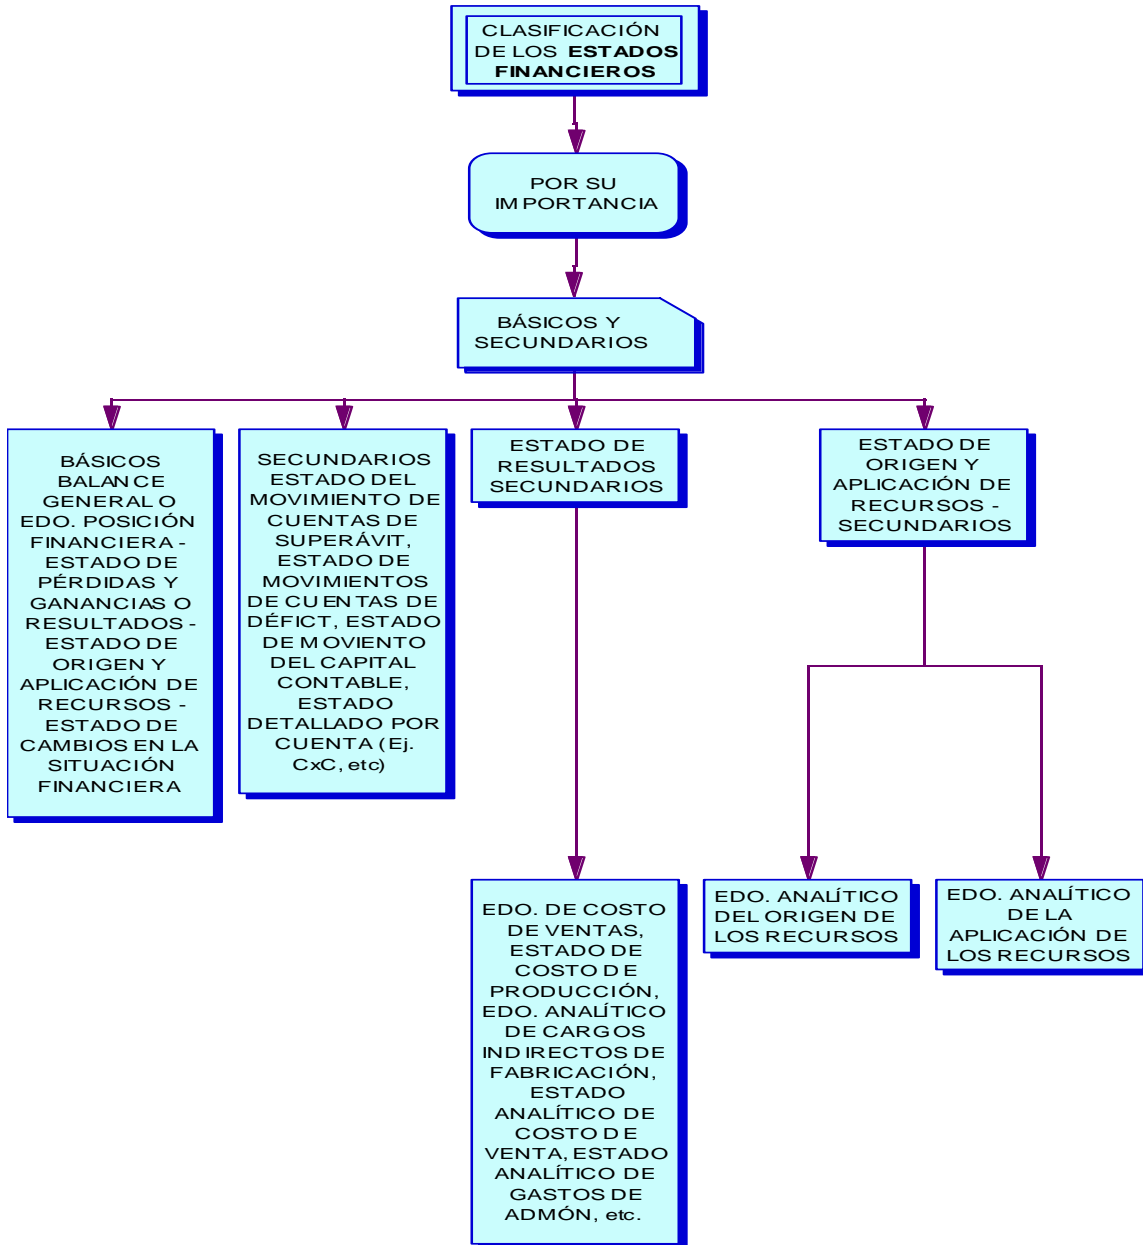 CLASIFICACIÓN
DE LOS ESTADOS
FINANCIEROS
POR SU
IMPORTANCIA
BÁSICOS Y
SECUNDARIOS
BÁSICOS
BALANCE
GENERAL O
EDO. POSICIÓN
FINANCIERA -
ESTADO DE
PÉRDIDAS Y
GANANCIAS O
RESULTADOS -
ESTADO DE
ORIGEN Y
APLICACIÓN DE
RECURSOS -
ESTADO DE
CAMBIOS EN LA
SITUACIÓN
FINANCIERA
SECUNDARIOS
ESTADO DEL
MOVIMIENTO DE
CUENTAS DE
SUPERÁVIT,
ESTADO DE
MOVIMIENTOS
DE CUENTAS DE
DÉFICT, ESTADO
DE MOVIENTO
DEL CAPITAL
CONTABLE,
ESTADO
DETALLADO POR
CUENTA (Ej.
CxC, etc)
ESTADO DE
RESULTADOS
SECUNDARIOS
ESTADO DE
ORIGEN Y
APLICACIÓN DE
RECURSOS -
SECUNDARIOS
EDO. DE COSTO
DE VENTAS,
ESTADO DE
COSTO DE
PRODUCCIÓN,
EDO. ANALÍTICO
DE CARGOS
INDIRECTOS DE
FABRICACIÓN,
ESTADO
ANALÍTICO DE
COSTO DE
VENTA, ESTADO
ANALÍTICO DE
GASTOS DE
ADMÓN, etc.
EDO. ANALÍTICO
DEL ORIGEN DE
LOS RECURSOS
EDO. ANALÍTICO
DE LA
APLICACIÓN DE
LOS RECURSOS